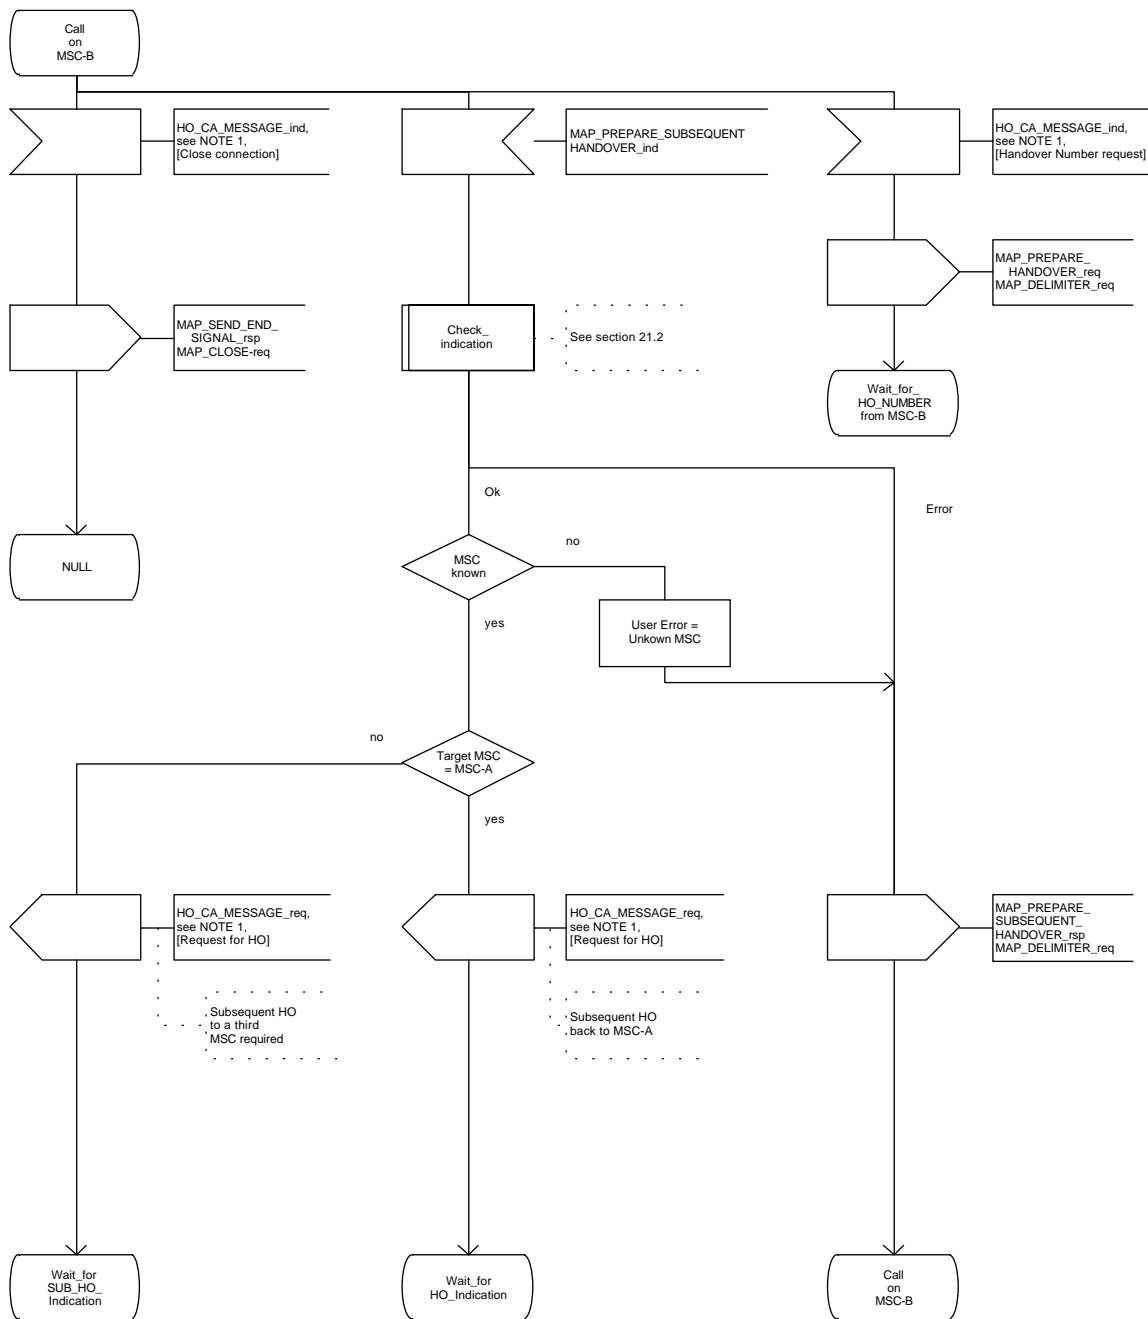 Call
on
MSC-B
HO_CA_MESSAGE_ind,
see NOTE 1,
[Close connection]
MAP_PREPARE_SUBSEQUENT
HANDOVER_ind
HO_CA_MESSAGE_ind,
see NOTE 1,
[Handover Number request]
MAP_PREPARE_
HANDOVER_req
MAP_DELIMITER_req
MAP_SEND_END_
SIGNAL_rsp
MAP_CLOSE-req
Check_
indication
See section 21.2
Wait_for_
HO_NUMBER
from MSC-B
Ok
Error
NULL
MSC
known
no
yes
User Error =
Unkown MSC
no
Target MSC
= MSC-A
yes
HO_CA_MESSAGE_req,
see NOTE 1,
[Request for HO]
HO_CA_MESSAGE_req,
see NOTE 1,
[Request for HO]
MAP_PREPARE_
SUBSEQUENT_
HANDOVER_rsp
MAP_DELIMITER_req
Subsequent HO
to a third
MSC required
Subsequent HO
back to MSC-A
Wait_for
SUB_HO_
Indication
Wait_for
HO_Indication
Call
on
MSC-B